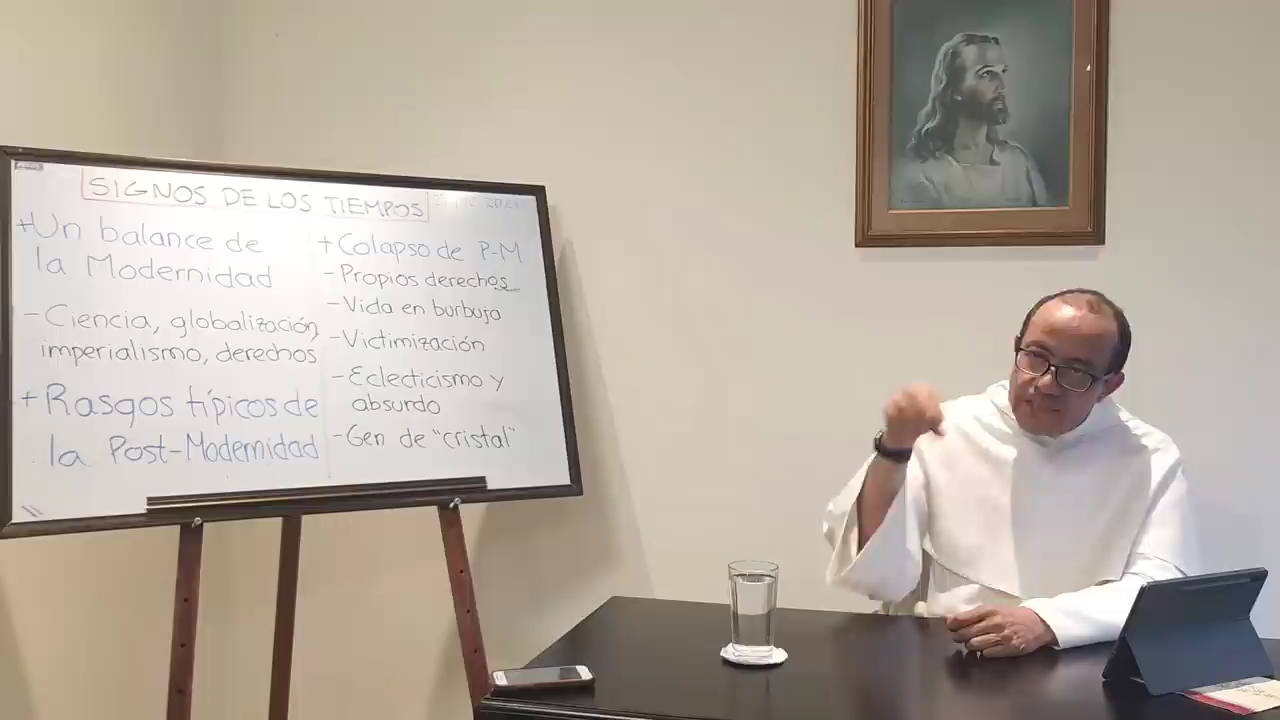 SIGNOS DE LOS TIEMPOS
+Un balance de
la Modernidad
- Ciencia, globalización,
imperialismo, derechos
+ Rasgos típicos de
la Post-Modernidad
+ Colapso de P-M
- Propios derechos
- Vida en burbuja
- Victimización
- Eclecticismo y
absurdo
- Gen de "cristal"